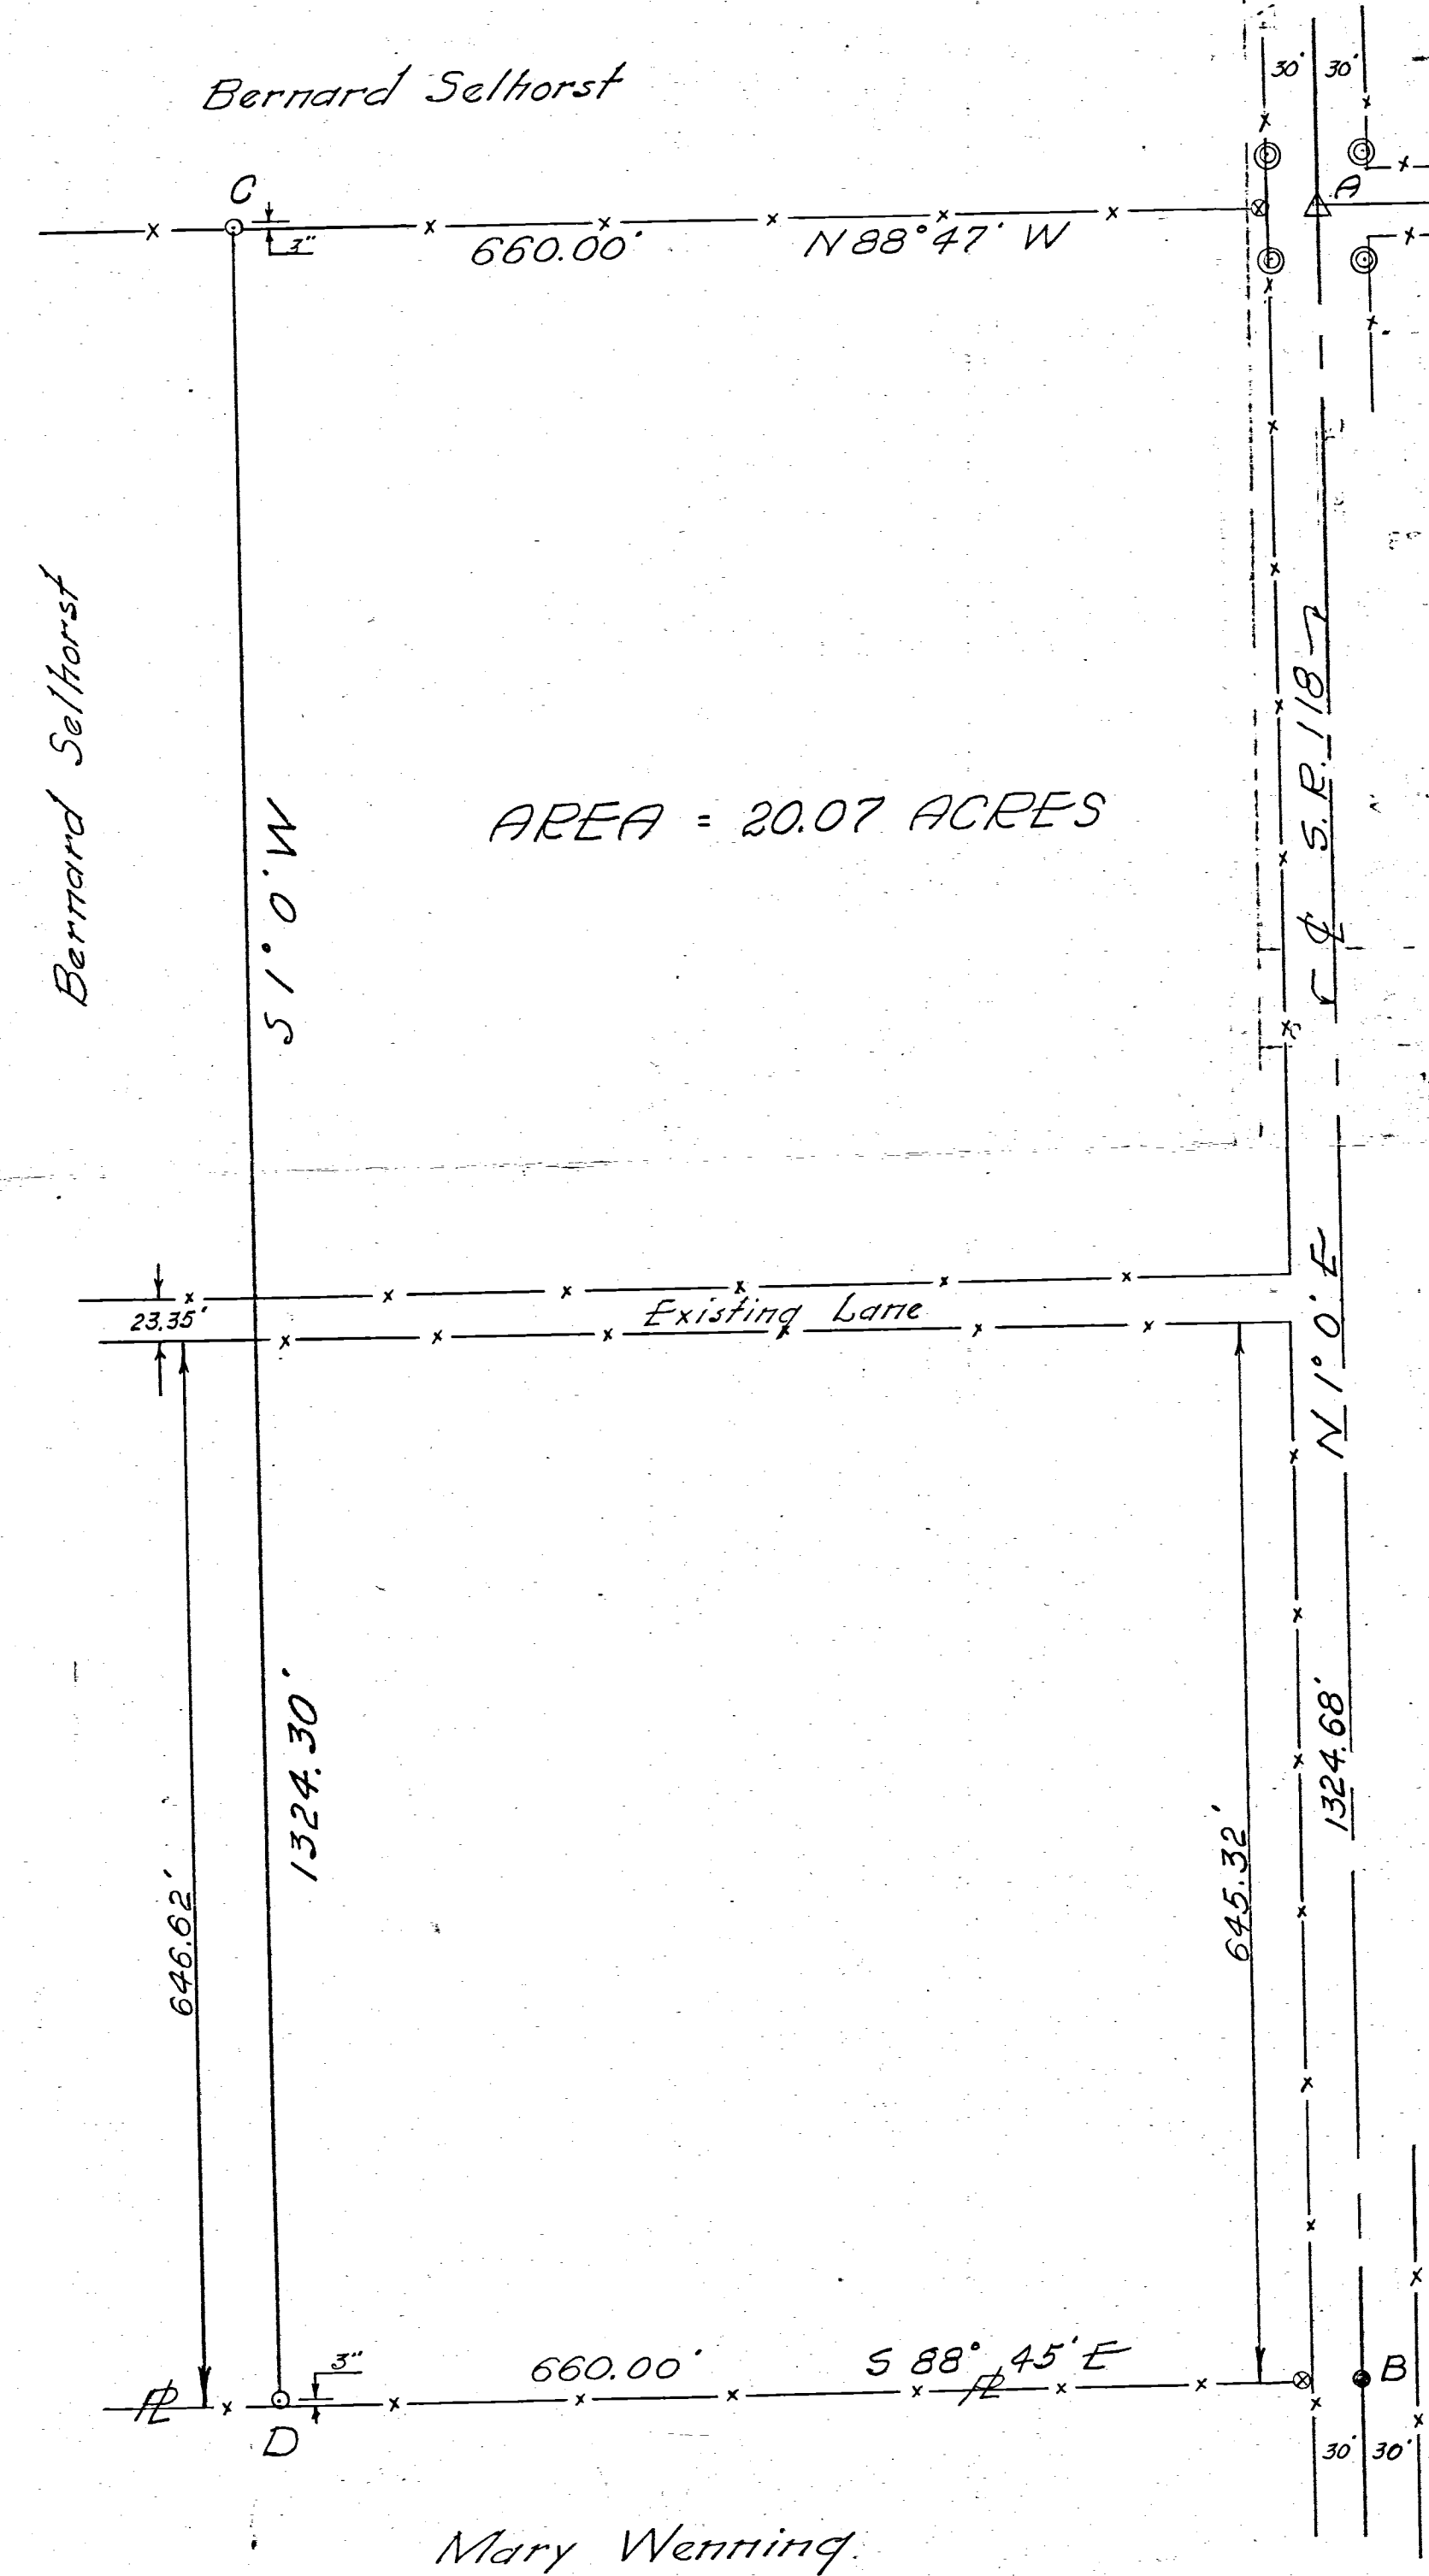 Bernard Selhorst
30' 30'
C
A
3"
660.00' N 88° 47' W
Bernard Selhorst
S 1° 0' W
AREA = 20.07 ACRES
℄ S.R. 118
23.35'
Existing Lane
N 1° 0' E
1324.30'
1324.68'
646.62'
645.32'
3"
660.00' S 88° 45' E
B
℄
℄
D
30' 30'
Mary Wenning.